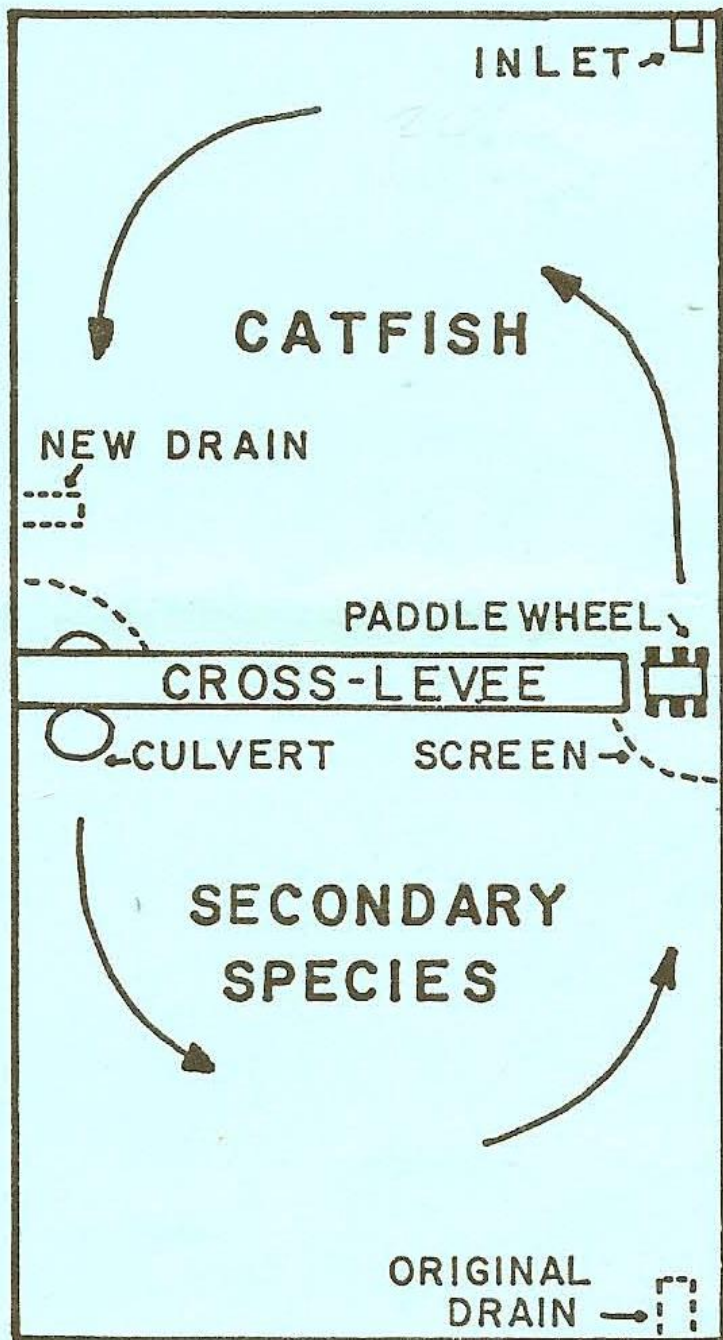 INLET
CATFISH
NEW DRAIN
PADDLE WHEEL
CROSS-LEVEE
CULVERT
SCREEN
SECONDARY
SPECIES
ORIGINAL
DRAIN